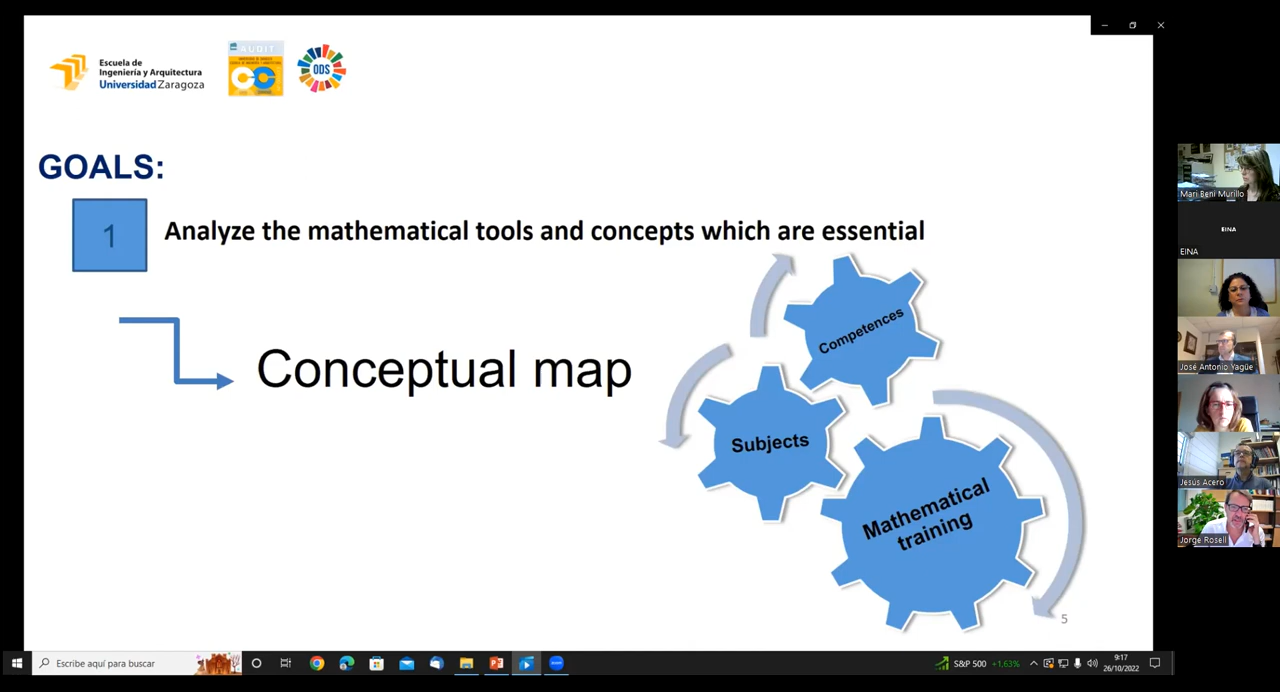 Escuela de
Ingeniería y Arquitectura
Universidad Zaragoza
AUDIT
ODS
GOALS:
1
Analyze the mathematical tools and concepts which are essential
Conceptual map
Competences
Subjects
Mathematical
training
5
Mari Beni Murillo
EINA
EINA
José Antonio Yagüe
Jesús Acero
Jorge Rosell
Escribe aquí para buscar
S&P 500 +1,63%
9:17
26/10/2022